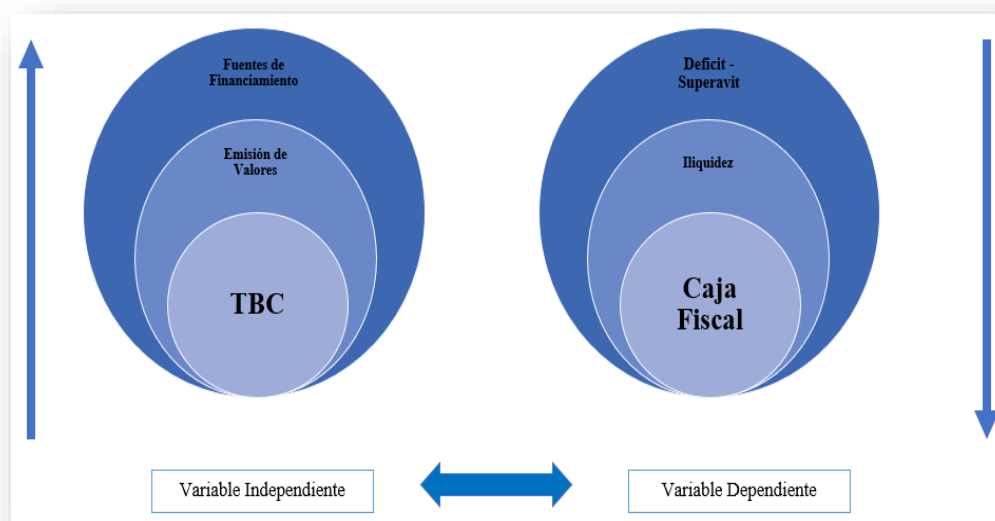 Fuentes de
Financiamiento
Emisión de
Valores
TBC
Variable Independiente
Deficit -
Superavit
Iliquidez
Caja
Fiscal
Variable Dependiente